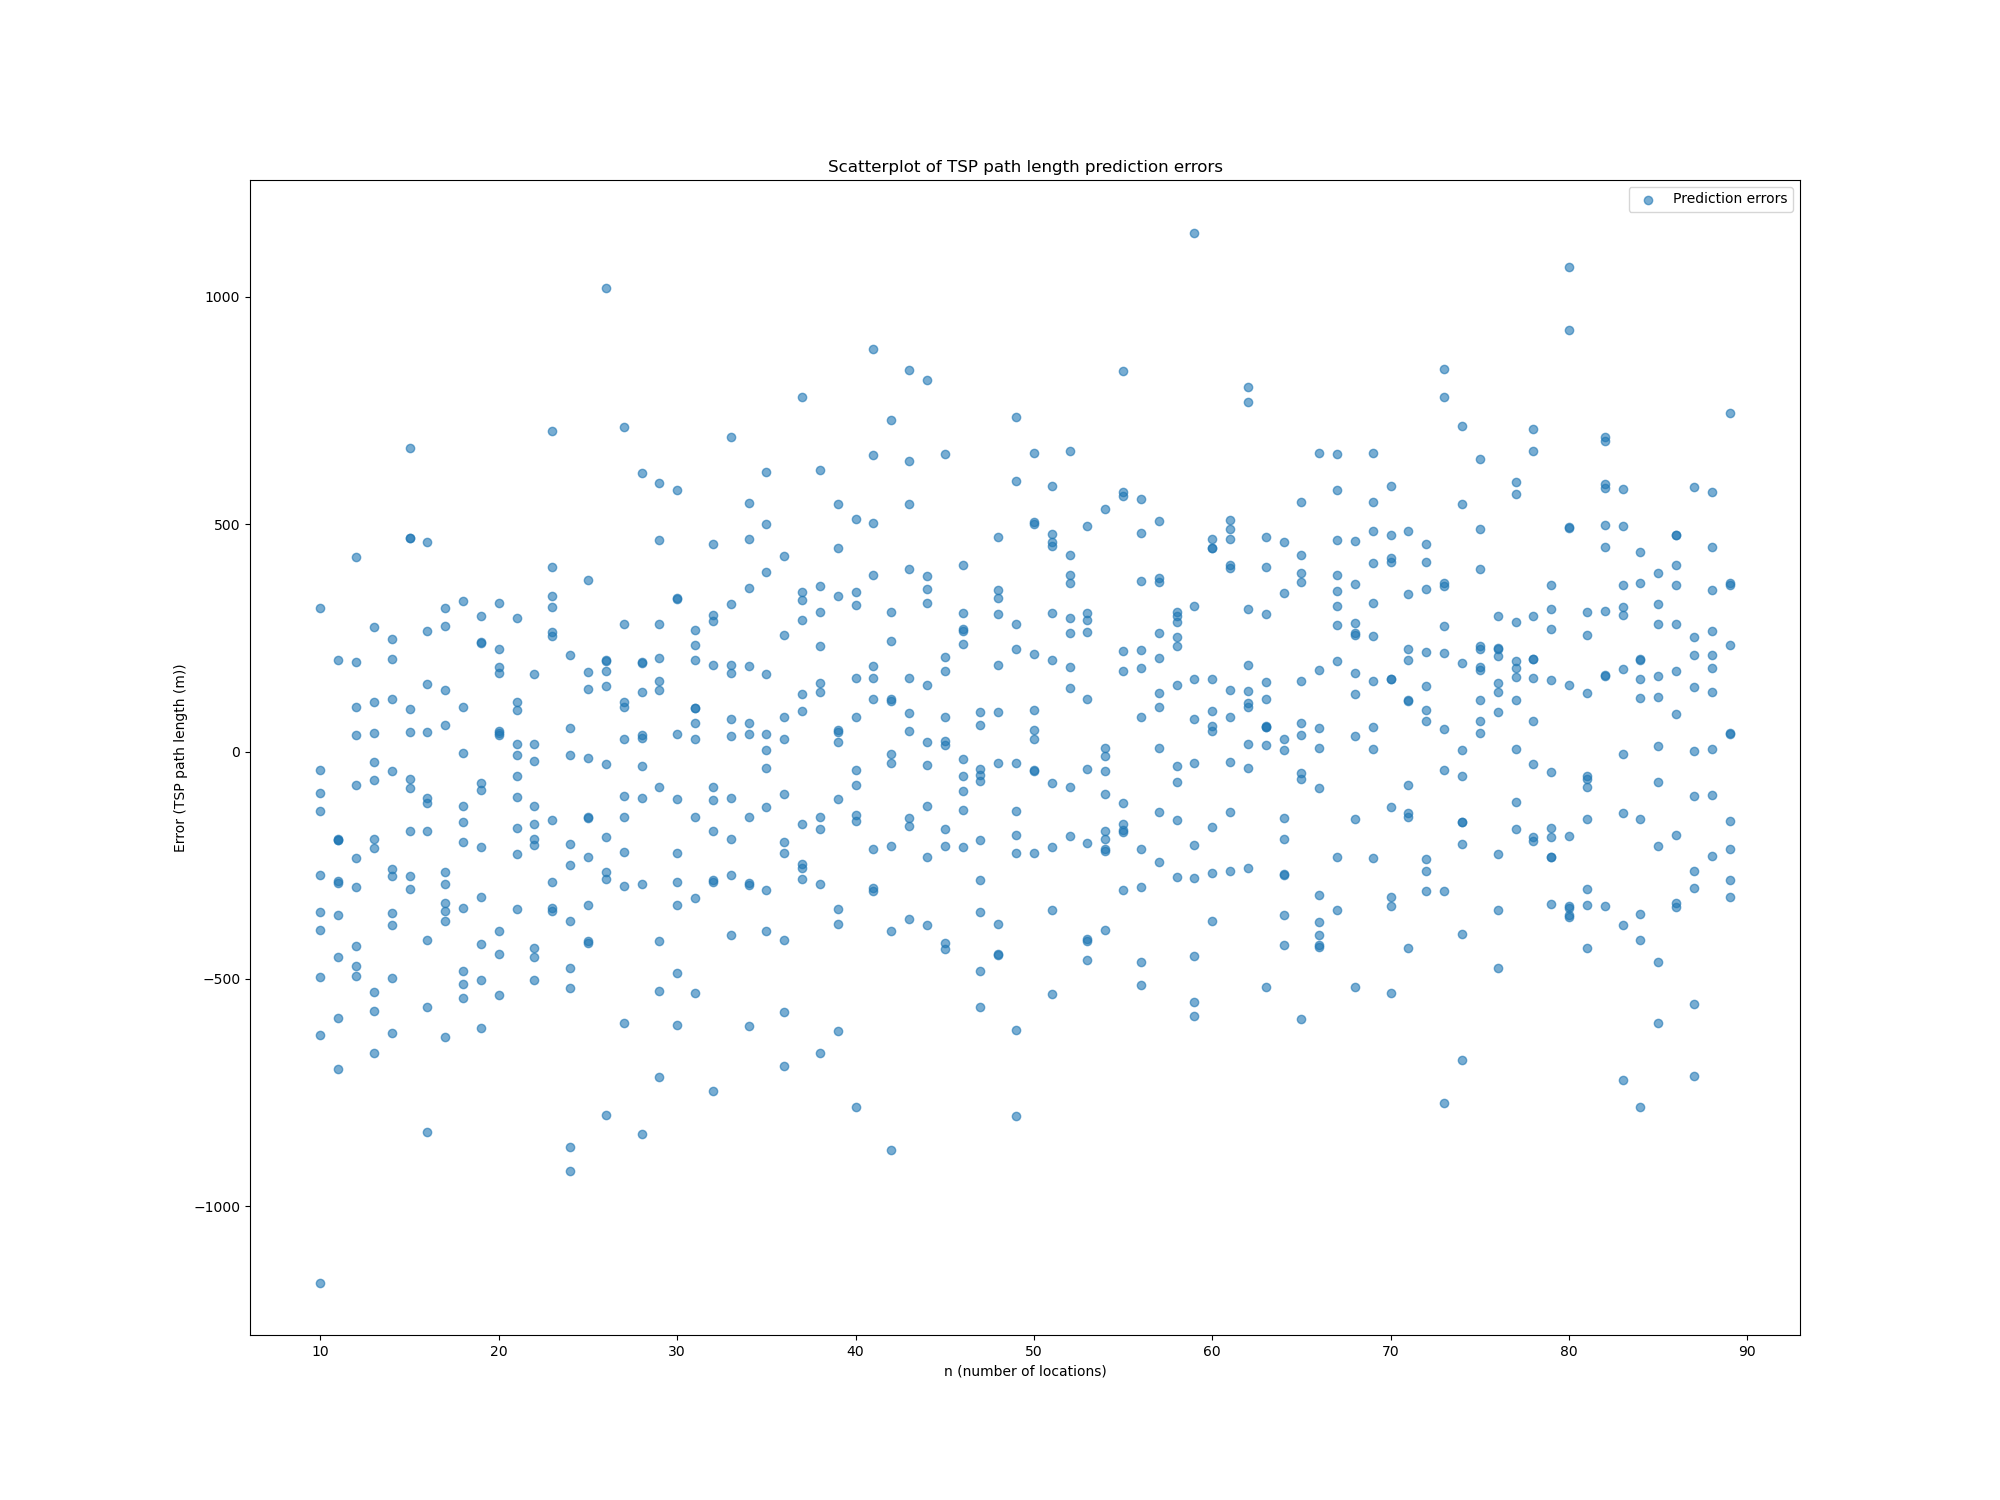 Scatterplot of TSP path length prediction errors
Prediction errors
1000
500
0
−500
−1000
Error (TSP path length (m))
10 20 30 40 50 60 70 80 90
n (number of locations)